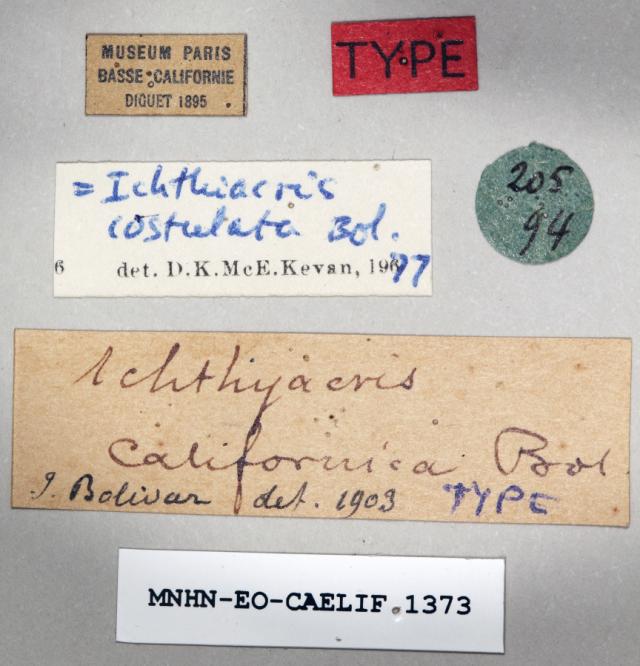 MUSEUM PARIS
BASSE-CALIFORNIE
DIGUET 1895
TYPE
= Ichthiacris
costulata Bol.
6 det. D.K.McE.Kevan, 1977
205
94
Ichthyacris
californica Bol.
I. Bolivar det. 1903 TYPE
MNHN-EO-CAELIF.1373